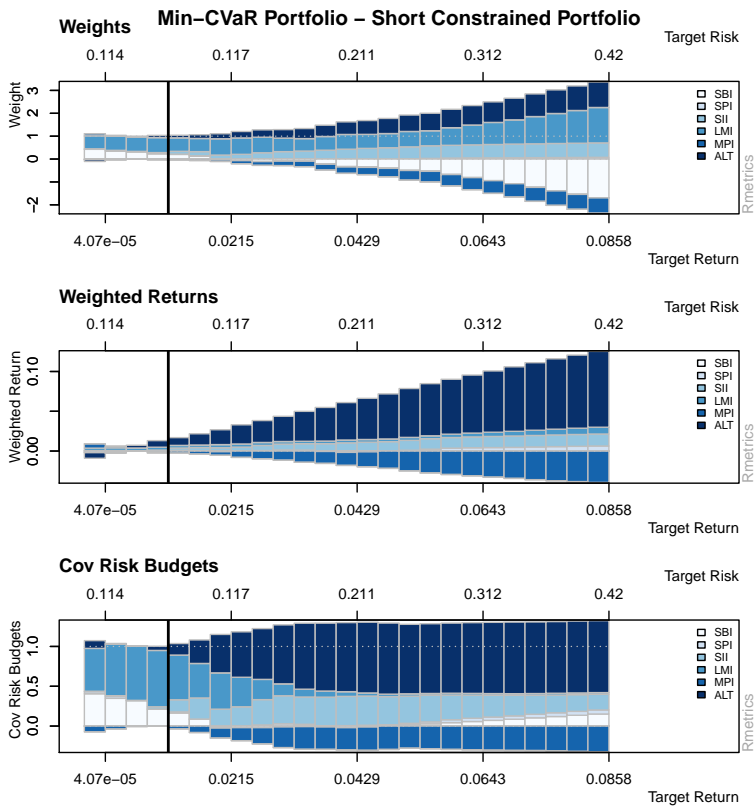 Min−CVaR Portfolio − Short Constrained Portfolio
Weights
Target Risk
0.114 0.117 0.211 0.312 0.42
Weight
3
2
1
0
−2
SBI
SPI
SII
LMI
MPI
ALT
Rmetrics
4.07e−05 0.0215 0.0429 0.0643 0.0858
Target Return
Weighted Returns
Target Risk
0.114 0.117 0.211 0.312 0.42
Weighted Return
0.10
0.00
SBI
SPI
SII
LMI
MPI
ALT
Rmetrics
4.07e−05 0.0215 0.0429 0.0643 0.0858
Target Return
Cov Risk Budgets
Target Risk
0.114 0.117 0.211 0.312 0.42
Cov Risk Budgets
1.0
0.5
0.0
SBI
SPI
SII
LMI
MPI
ALT
Rmetrics
4.07e−05 0.0215 0.0429 0.0643 0.0858
Target Return